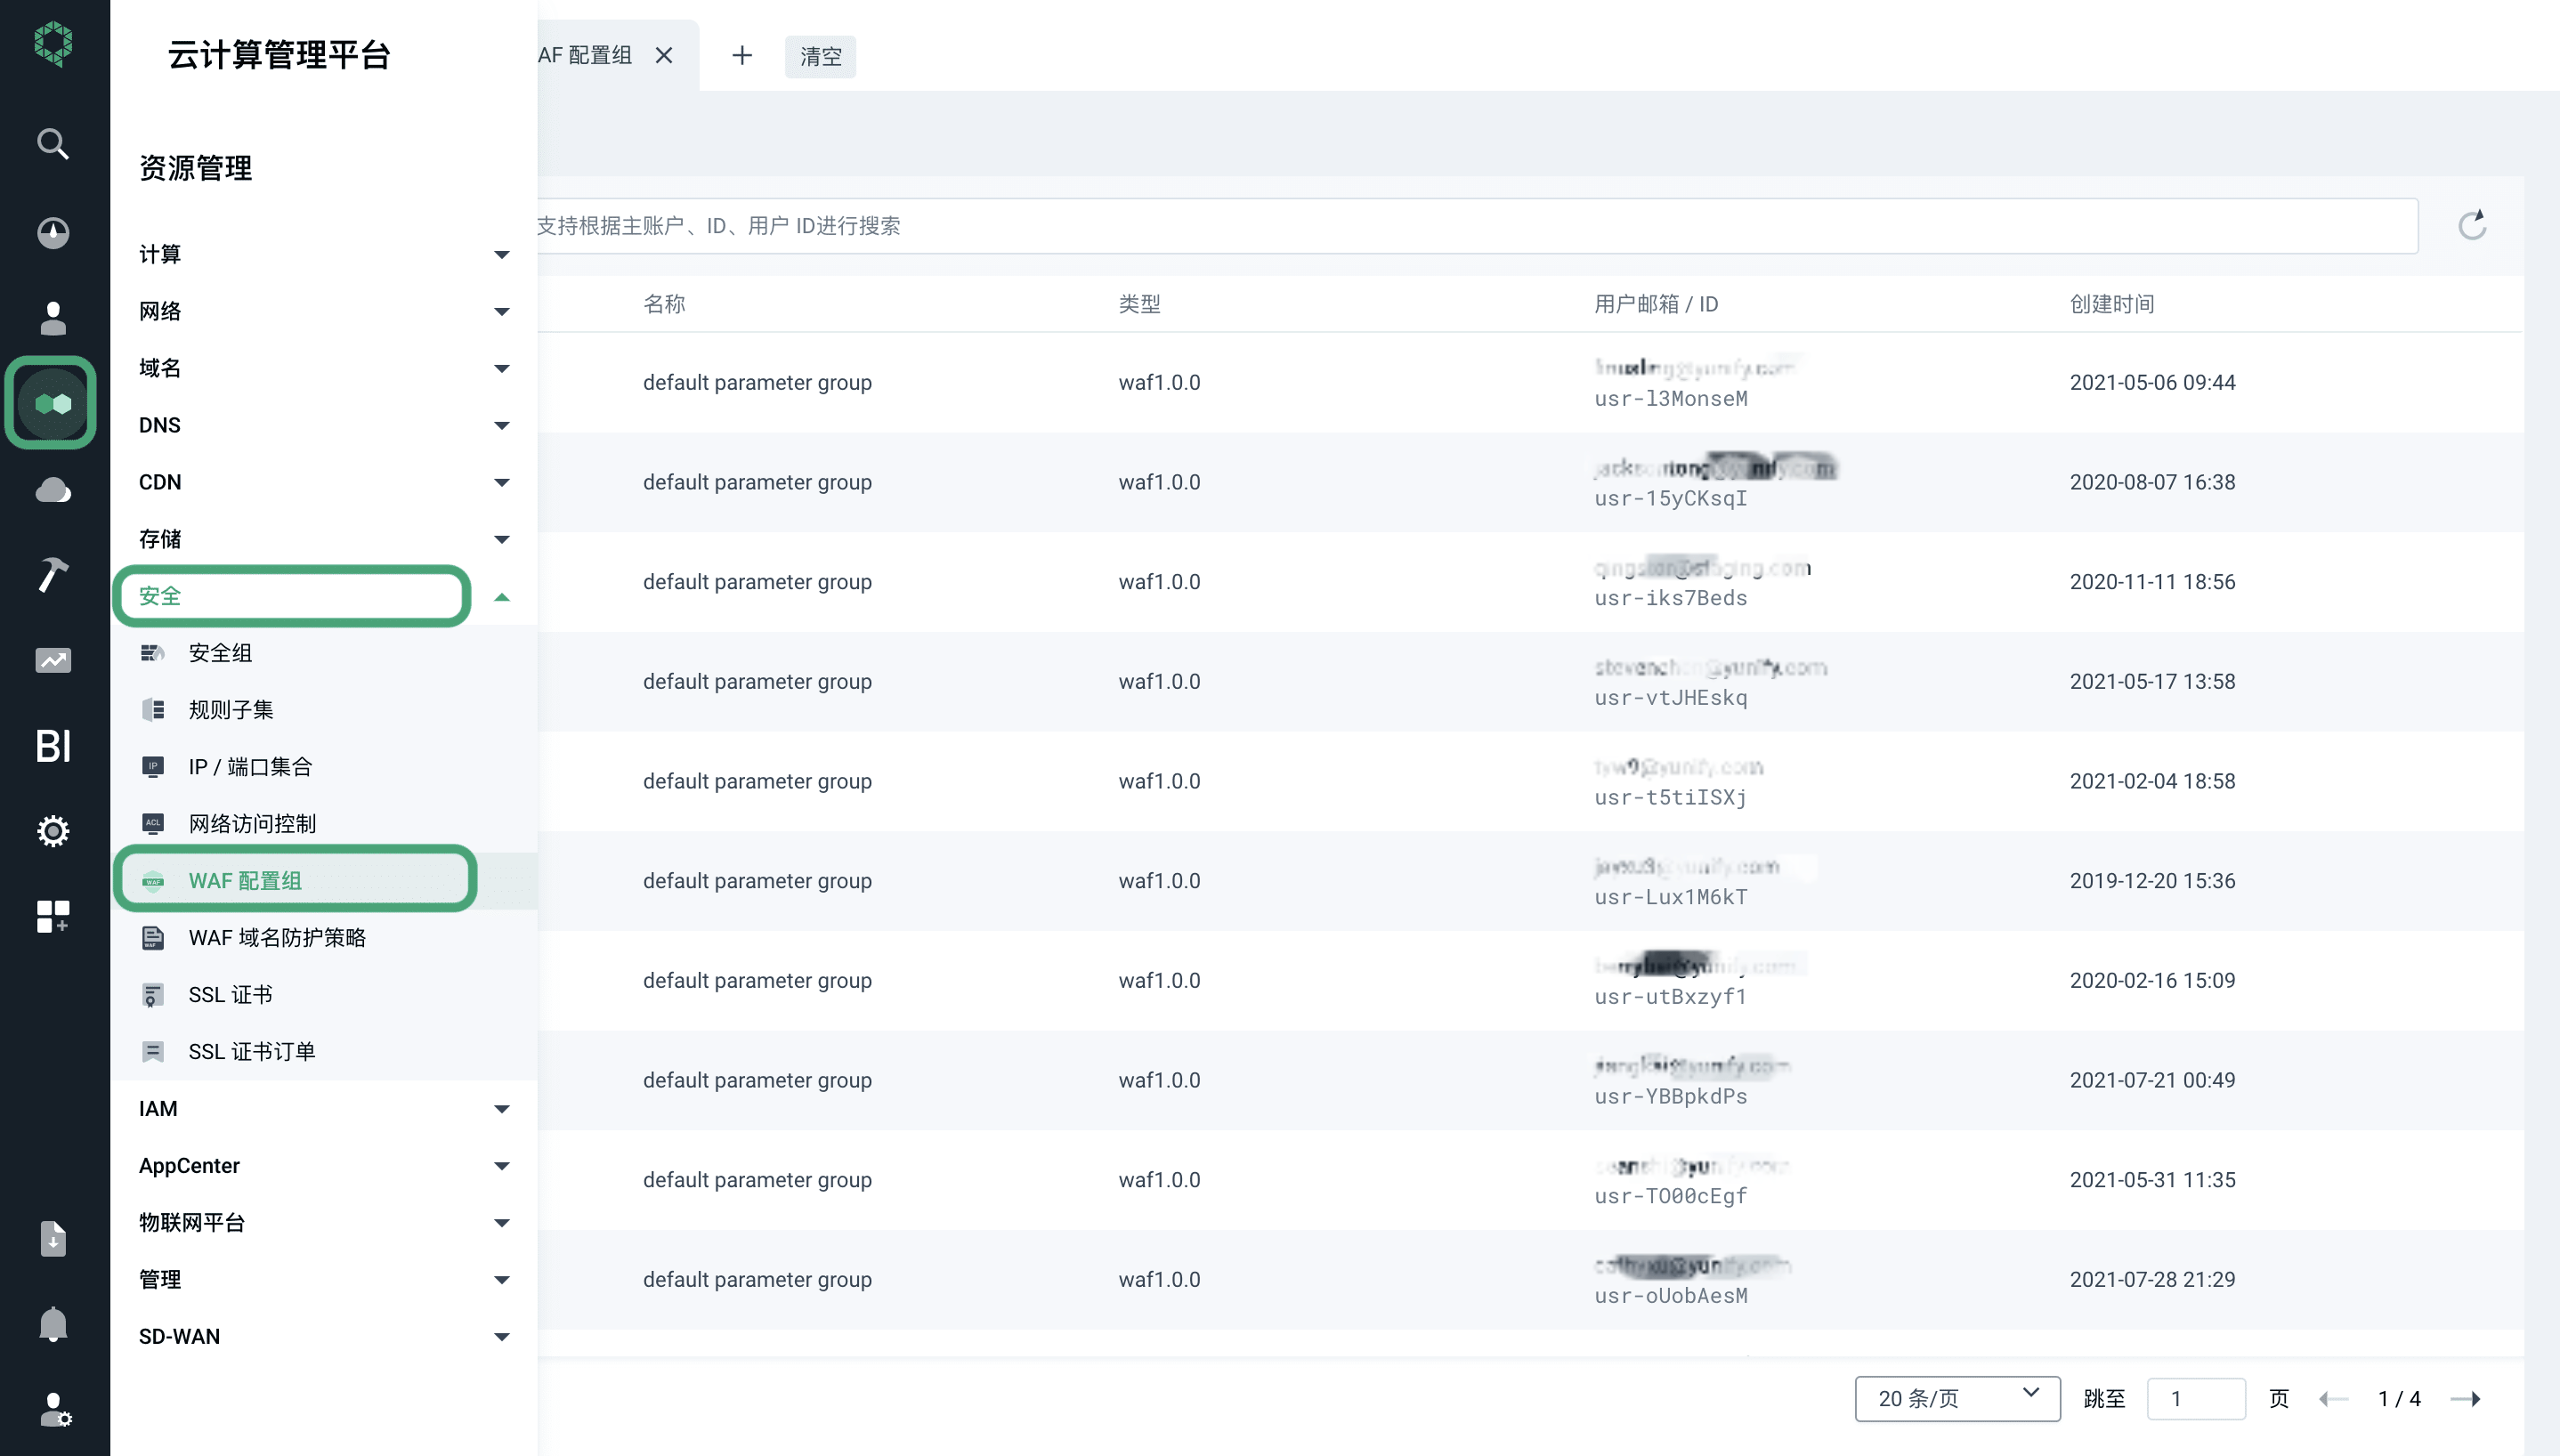 云计算管理平台
AF 配置组
清空
资源管理
支持根据主账户、ID、用户 ID进行搜索
计算
网络
域名
DNS
CDN
存储
安全
安全组
规则子集
IP / 端口集合
网络访问控制
WAF 配置组
WAF 域名防护策略
SSL 证书
SSL 证书订单
IAM
AppCenter
物联网平台
管理
SD-WAN
BI
IP
ACL
WAF
WAF
名称 类型 用户邮箱 / ID 创建时间
default parameter group waf1.0.0 usr-l3MonseM 2021-05-06 09:44
default parameter group waf1.0.0 usr-15yCKsqI 2020-08-07 16:38
default parameter group waf1.0.0 usr-iks7Beds 2020-11-11 18:56
default parameter group waf1.0.0 usr-vtJHEskq 2021-05-17 13:58
default parameter group waf1.0.0 usr-t5tiISXj 2021-02-04 18:58
default parameter group waf1.0.0 usr-Lux1M6kT 2019-12-20 15:36
default parameter group waf1.0.0 usr-utBxzyf1 2020-02-16 15:09
default parameter group waf1.0.0 usr-YBBpkdPs 2021-07-21 00:49
default parameter group waf1.0.0 usr-TO00cEgf 2021-05-31 11:35
default parameter group waf1.0.0 usr-oUobAesM 2021-07-28 21:29
20 条/页 跳至 1 页 1 / 4